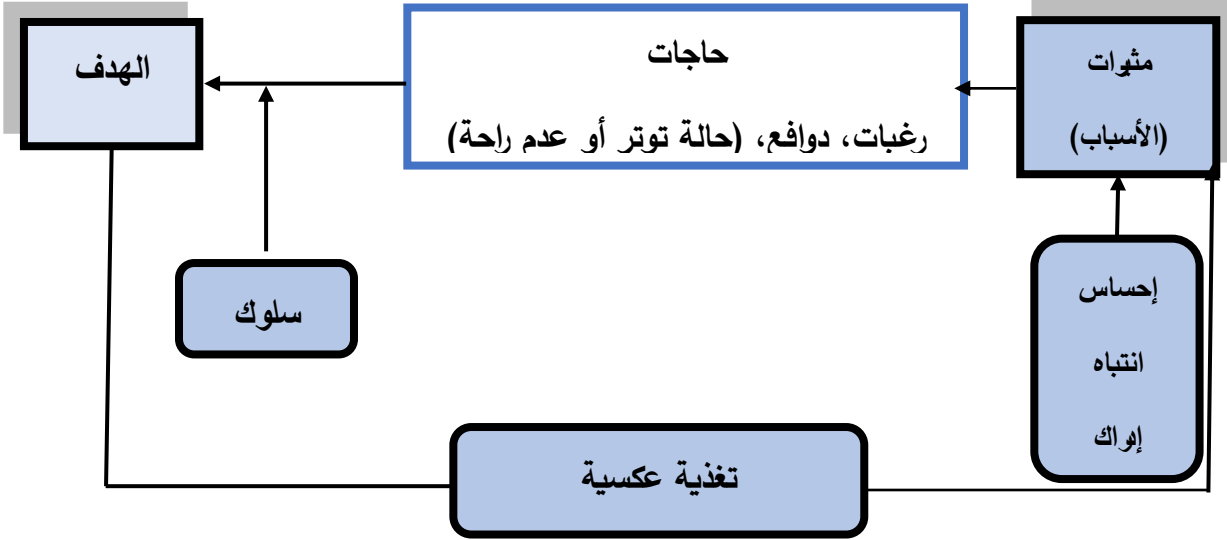 مثيرات
(الأسباب)
حاجات
رغبات، دوافع، (حالة توتر أو عدم راحة)
الهدف
إحساس
انتباه
إدراك
سلوك
تغذية عكسية